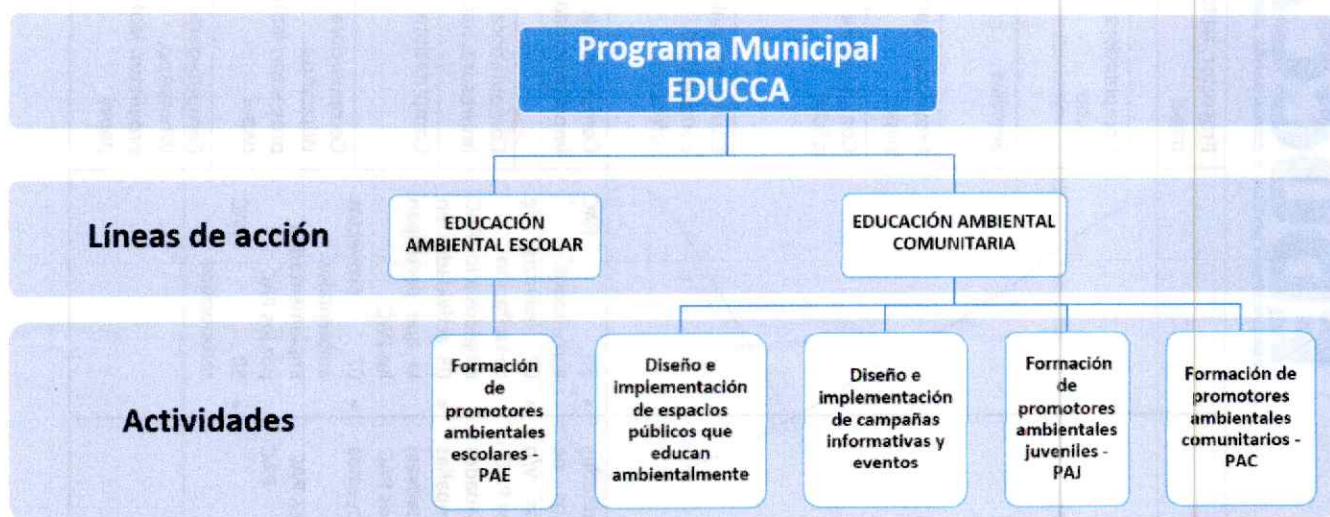 Programa Municipal
EDUCCA
Líneas de acción
EDUCACIÓN
AMBIENTAL ESCOLAR
EDUCACIÓN AMBIENTAL
COMUNITARIA
Actividades
Formación
de
promotores
ambientales
escolares -
PAE
Diseño e
implementación
de espacios
públicos que
educan
ambientalmente
Diseño e
implementación
de campañas
informativas y
eventos
Formación
de
promotores
ambientales
juveniles -
PAJ
Formación de
promotores
ambientales
comunitarios -
PAC